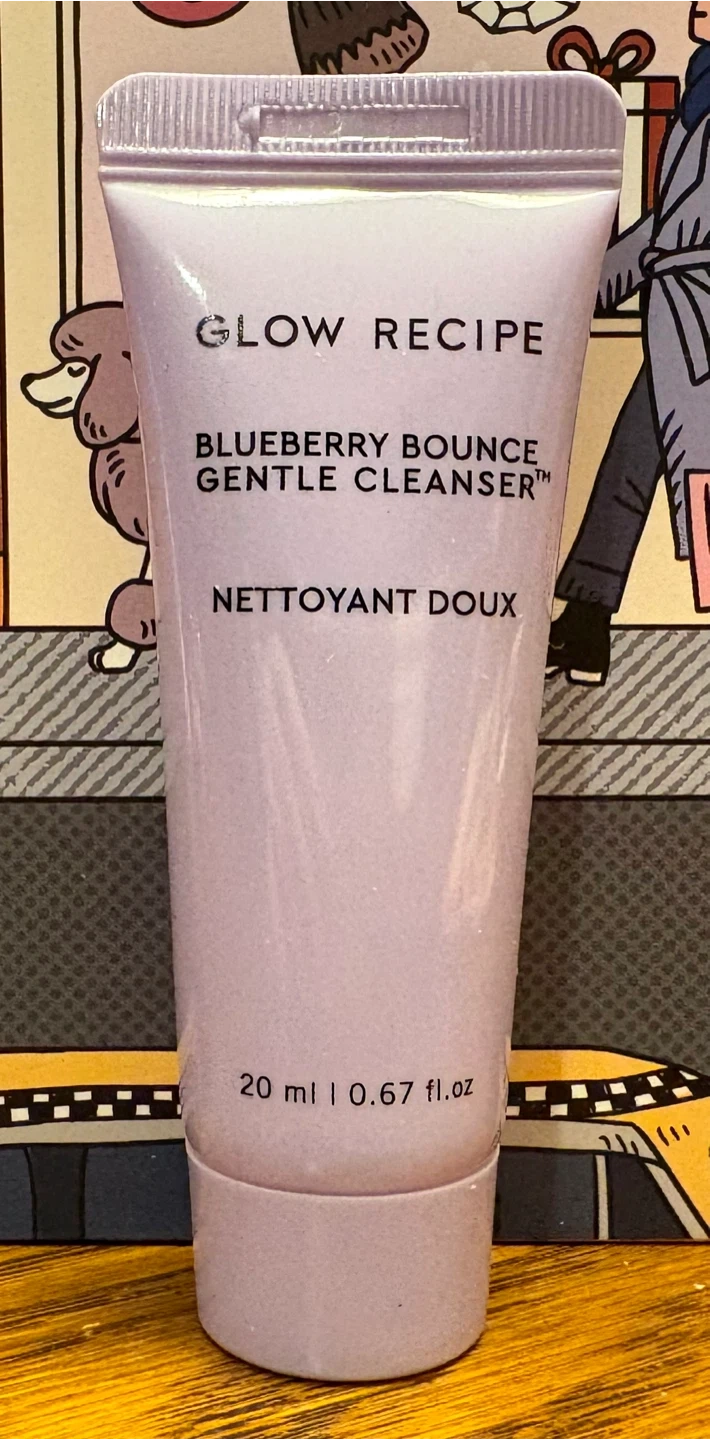 GLOW RECIPE
BLUEBERRY BOUNCE
GENTLE CLEANSER™
NETTOYANT DOUX
20 ml | 0.67 fl.oz